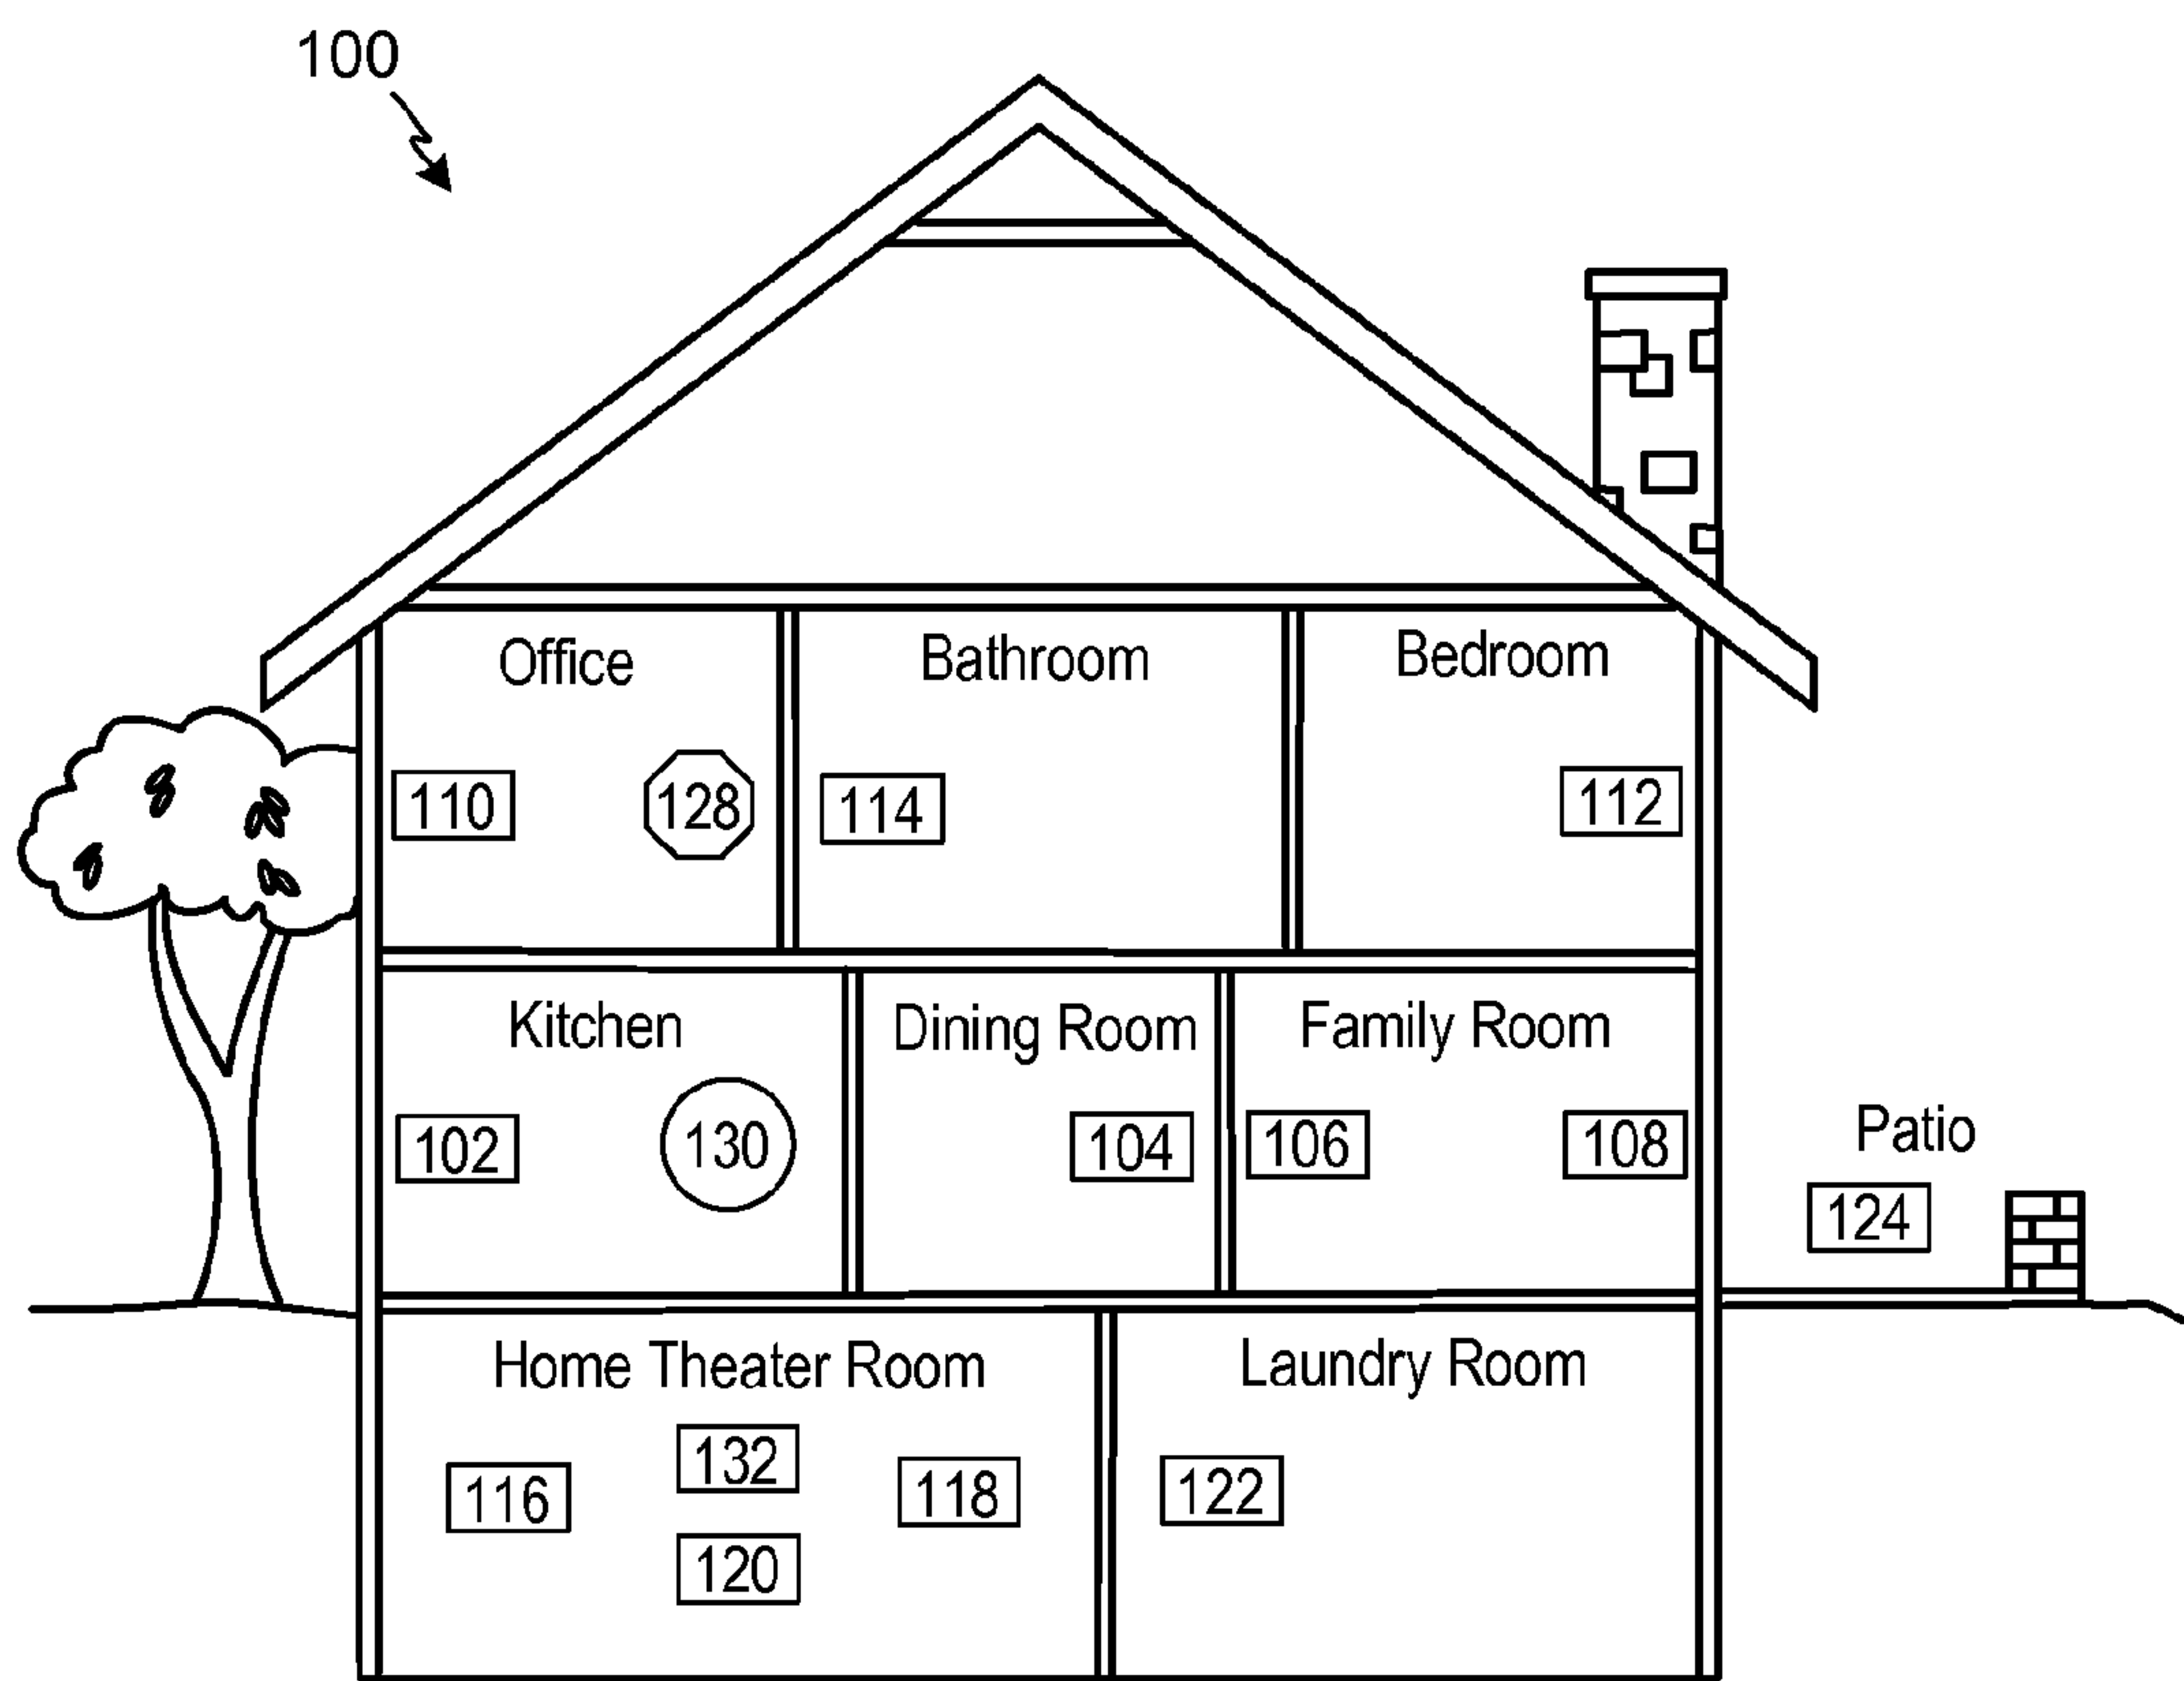 100
Office
Bathroom
Bedroom
110
128
114
112
Kitchen
Dining Room
Family Room
Patio
102
130
104
106
108
124
Home Theater Room
Laundry Room
132
116
118
122
120